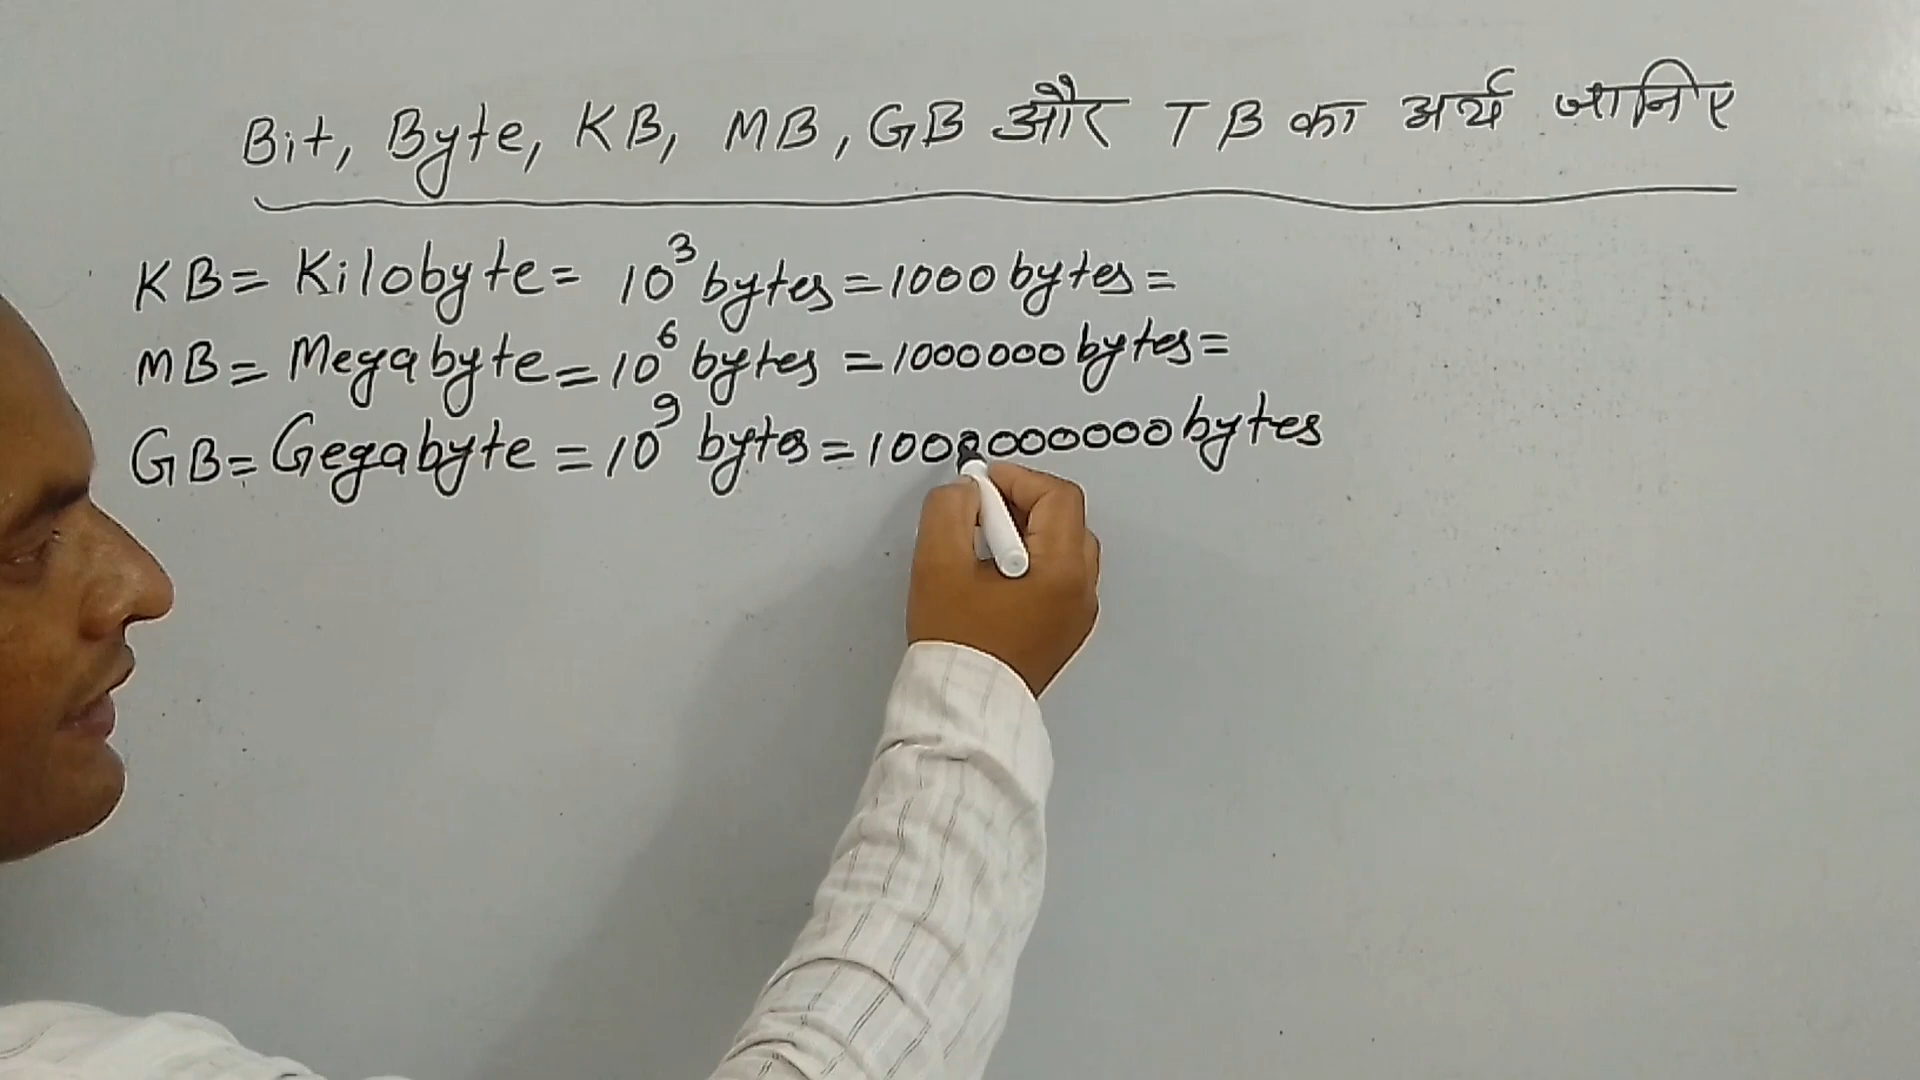 Bit, Byte, KB, MB, GB और TB का अर्थ जानिए
KB = Kilobyte = 10³ bytes = 1000 bytes =
MB = Megabyte = 10⁶ bytes = 1000000 bytes =
GB = Gegabyte = 10⁹ bytes = 1000000000 bytes